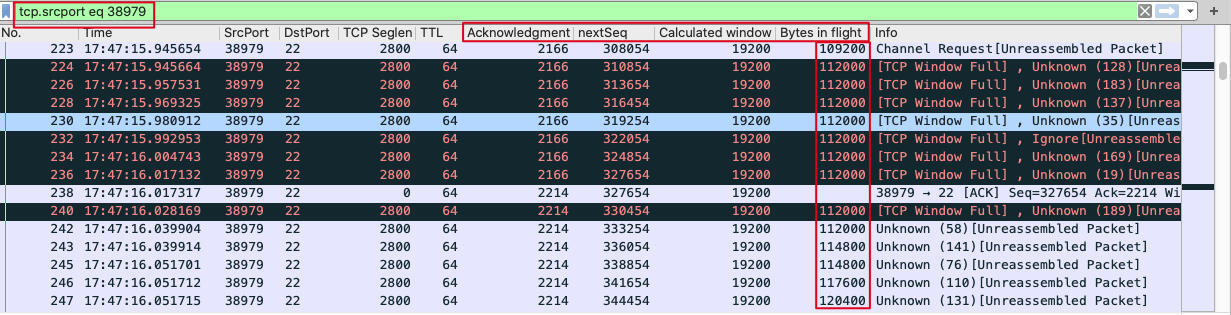 tcp.srcport eq 38979
No. Time SrcPort DstPort TCP Seglen TTL Acknowledgment nextSeq Calculated window Bytes in flight Info
223 17:47:15.945654 38979 22 2800 64 2166 308054 19200 109200 Channel Request[Unreassembled Packet]
224 17:47:15.945664 38979 22 2800 64 2166 310854 19200 112000 [TCP Window Full] , Unknown (128)[Unrea
226 17:47:15.957531 38979 22 2800 64 2166 313654 19200 112000 [TCP Window Full] , Unknown (183)[Unrea
228 17:47:15.969325 38979 22 2800 64 2166 316454 19200 112000 [TCP Window Full] , Unknown (137)[Unrea
230 17:47:15.980912 38979 22 2800 64 2166 319254 19200 112000 [TCP Window Full] , Unknown (35)[Unreas
232 17:47:15.992953 38979 22 2800 64 2166 322054 19200 112000 [TCP Window Full] , Ignore[Unreassemble
234 17:47:16.004743 38979 22 2800 64 2166 324854 19200 112000 [TCP Window Full] , Unknown (169)[Unrea
236 17:47:16.017132 38979 22 2800 64 2166 327654 19200 112000 [TCP Window Full] , Unknown (19)[Unreas
238 17:47:16.017317 38979 22 0 64 2214 327654 19200 38979 → 22 [ACK] Seq=327654 Ack=2214 Wi
240 17:47:16.028169 38979 22 2800 64 2214 330454 19200 112000 [TCP Window Full] , Unknown (189)[Unrea
242 17:47:16.039904 38979 22 2800 64 2214 333254 19200 112000 Unknown (58)[Unreassembled Packet]
243 17:47:16.039914 38979 22 2800 64 2214 336054 19200 114800 Unknown (141)[Unreassembled Packet]
245 17:47:16.051701 38979 22 2800 64 2214 338854 19200 114800 Unknown (76)[Unreassembled Packet]
246 17:47:16.051712 38979 22 2800 64 2214 341654 19200 117600 Unknown (110)[Unreassembled Packet]
247 17:47:16.051715 38979 22 2800 64 2214 344454 19200 120400 Unknown (131)[Unreassembled Packet]